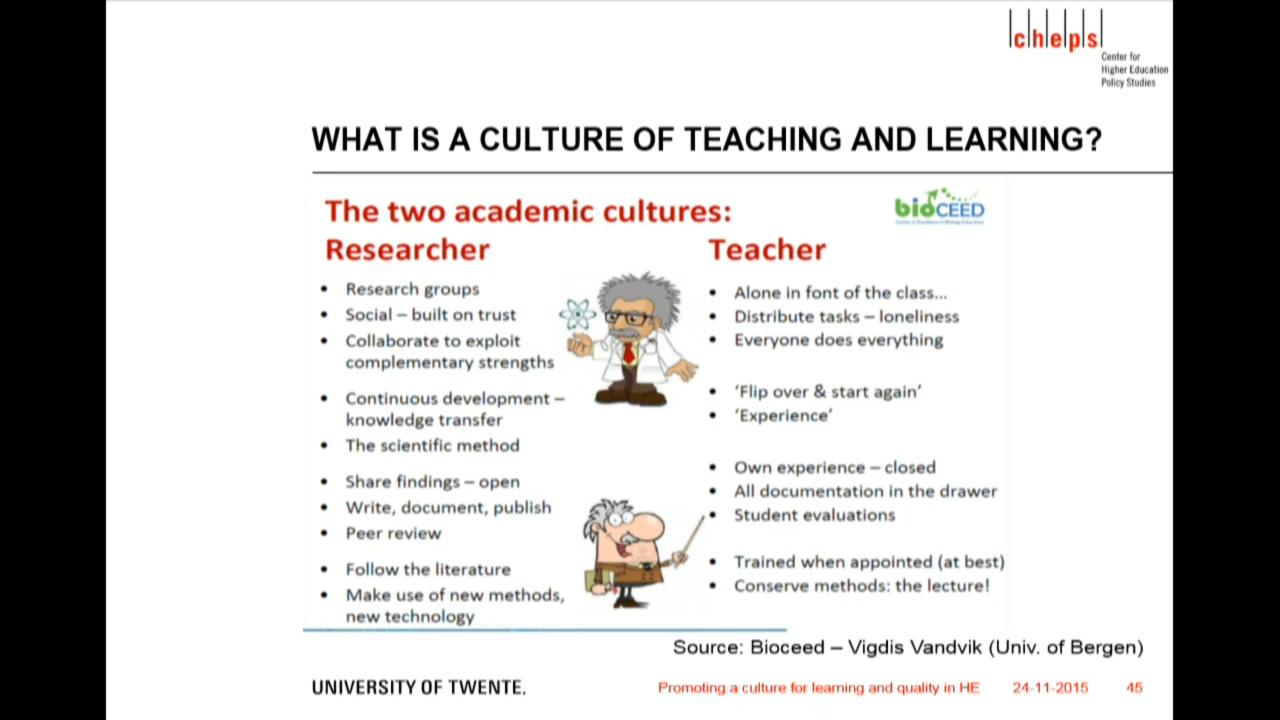 c|h|e|p|s
Center for
Higher Education
Policy Studies
WHAT IS A CULTURE OF TEACHING AND LEARNING?
The two academic cultures:
bioCEED
Researcher
• Research groups
• Social – built on trust
• Collaborate to exploit
complementary strengths
• Continuous development –
knowledge transfer
• The scientific method
• Share findings – open
• Write, document, publish
• Peer review
• Follow the literature
• Make use of new methods,
new technology
Teacher
• Alone in font of the class...
• Distribute tasks – loneliness
• Everyone does everything
• ‘Flip over & start again’
• ‘Experience’
• Own experience – closed
• All documentation in the drawer
• Student evaluations
• Trained when appointed (at best)
• Conserve methods: the lecture!
Source: Bioceed – Vigdis Vandvik (Univ. of Bergen)
UNIVERSITY OF TWENTE.
Promoting a culture for learning and quality in HE
24-11-2015
45